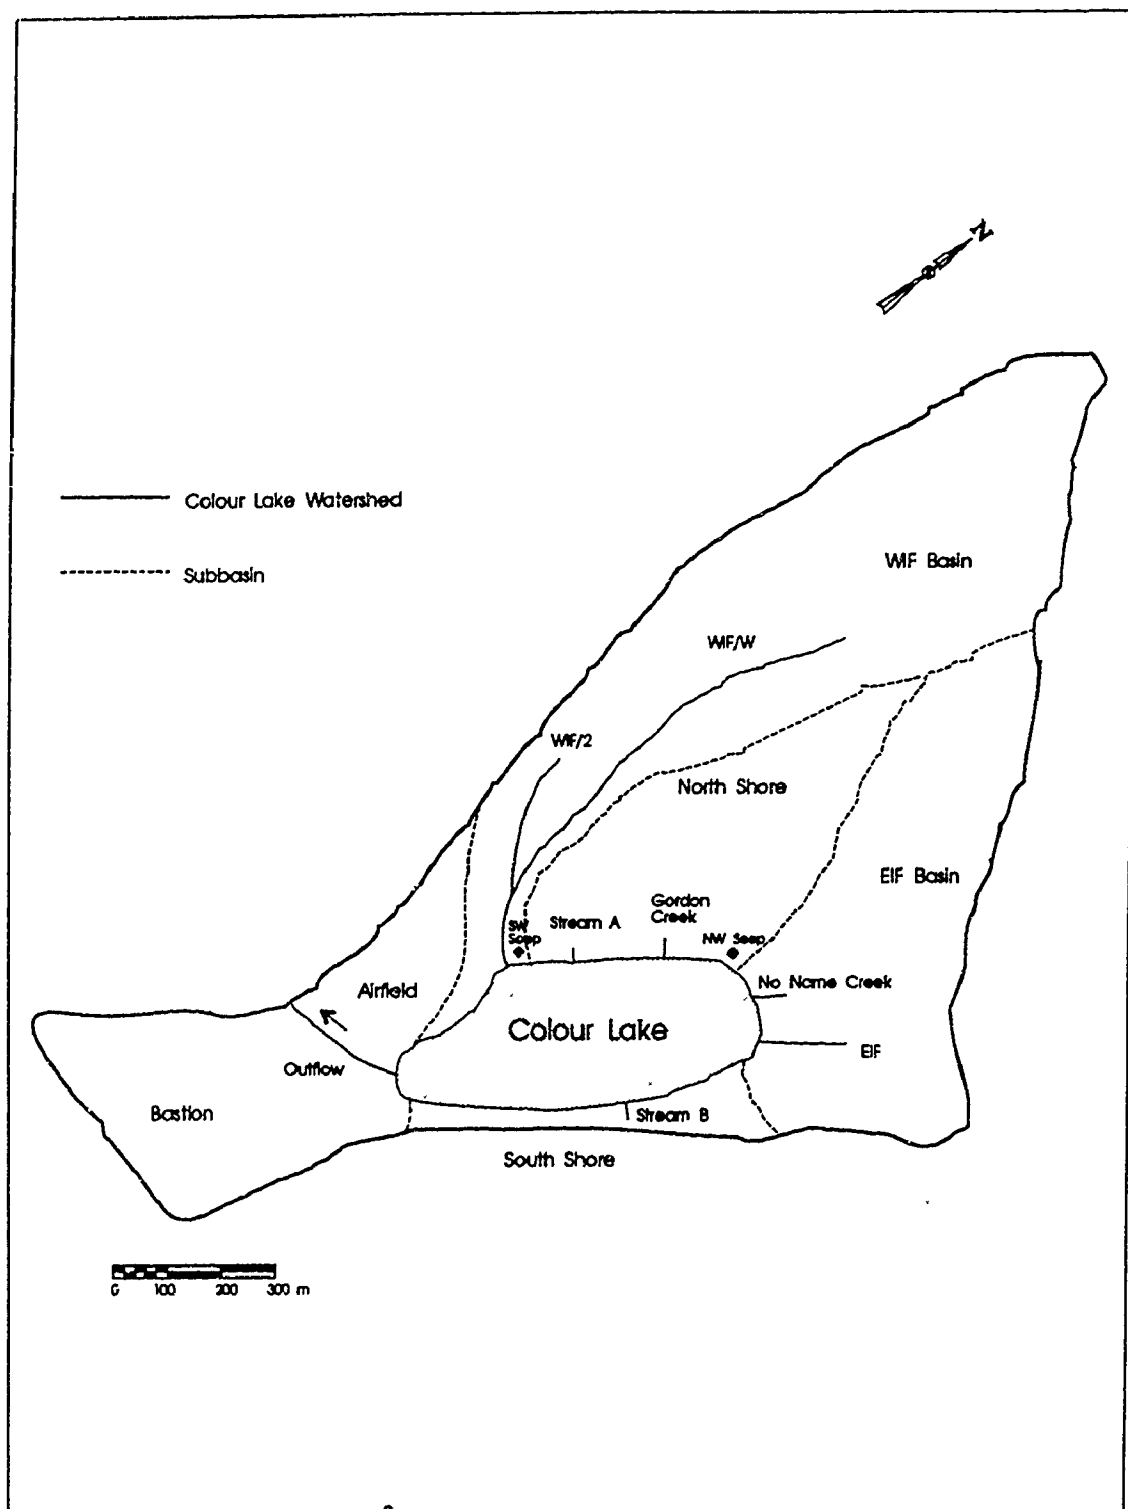 N
Colour Lake Watershed
Subbasin
WIF Basin
WIF/W
WIF/2
North Shore
EIF Basin
Gordon
Creek
SW
Seep
Stream A
NW Seep
No Name Creek
Airfield
Colour Lake
EIF
Outflow
Bastion
Stream B
South Shore
0 100 200 300 m